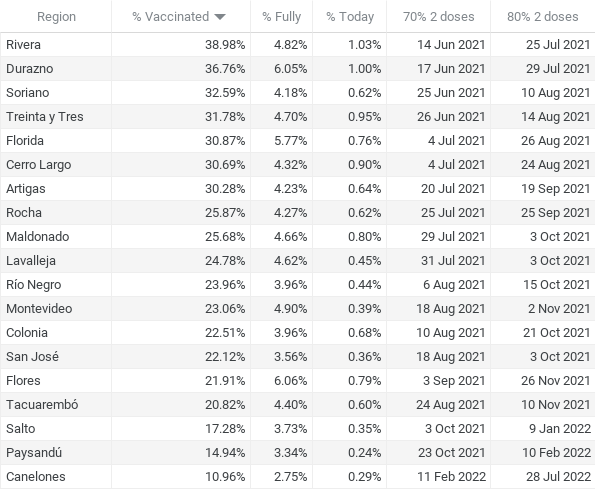 Region % Vaccinated % Fully % Today 70% 2 doses 80% 2 doses
Rivera 38.98% 4.82% 1.03% 14 Jun 2021 25 Jul 2021
Durazno 36.76% 6.05% 1.00% 17 Jun 2021 29 Jul 2021
Soriano 32.59% 4.18% 0.62% 25 Jun 2021 10 Aug 2021
Treinta y Tres 31.78% 4.70% 0.95% 26 Jun 2021 14 Aug 2021
Florida 30.87% 5.77% 0.76% 4 Jul 2021 26 Aug 2021
Cerro Largo 30.69% 4.32% 0.90% 4 Jul 2021 24 Aug 2021
Artigas 30.28% 4.23% 0.64% 20 Jul 2021 19 Sep 2021
Rocha 25.87% 4.27% 0.62% 25 Jul 2021 25 Sep 2021
Maldonado 25.68% 4.66% 0.80% 29 Jul 2021 3 Oct 2021
Lavalleja 24.78% 4.62% 0.45% 31 Jul 2021 3 Oct 2021
Río Negro 23.96% 3.96% 0.44% 6 Aug 2021 15 Oct 2021
Montevideo 23.06% 4.90% 0.39% 18 Aug 2021 2 Nov 2021
Colonia 22.51% 3.96% 0.68% 10 Aug 2021 21 Oct 2021
San José 22.12% 3.56% 0.36% 18 Aug 2021 3 Oct 2021
Flores 21.91% 6.06% 0.79% 3 Sep 2021 26 Nov 2021
Tacuarembó 20.82% 4.40% 0.60% 24 Aug 2021 10 Nov 2021
Salto 17.28% 3.73% 0.35% 3 Oct 2021 9 Jan 2022
Paysandú 14.94% 3.34% 0.24% 23 Oct 2021 10 Feb 2022
Canelones 10.96% 2.75% 0.29% 11 Feb 2022 28 Jul 2022